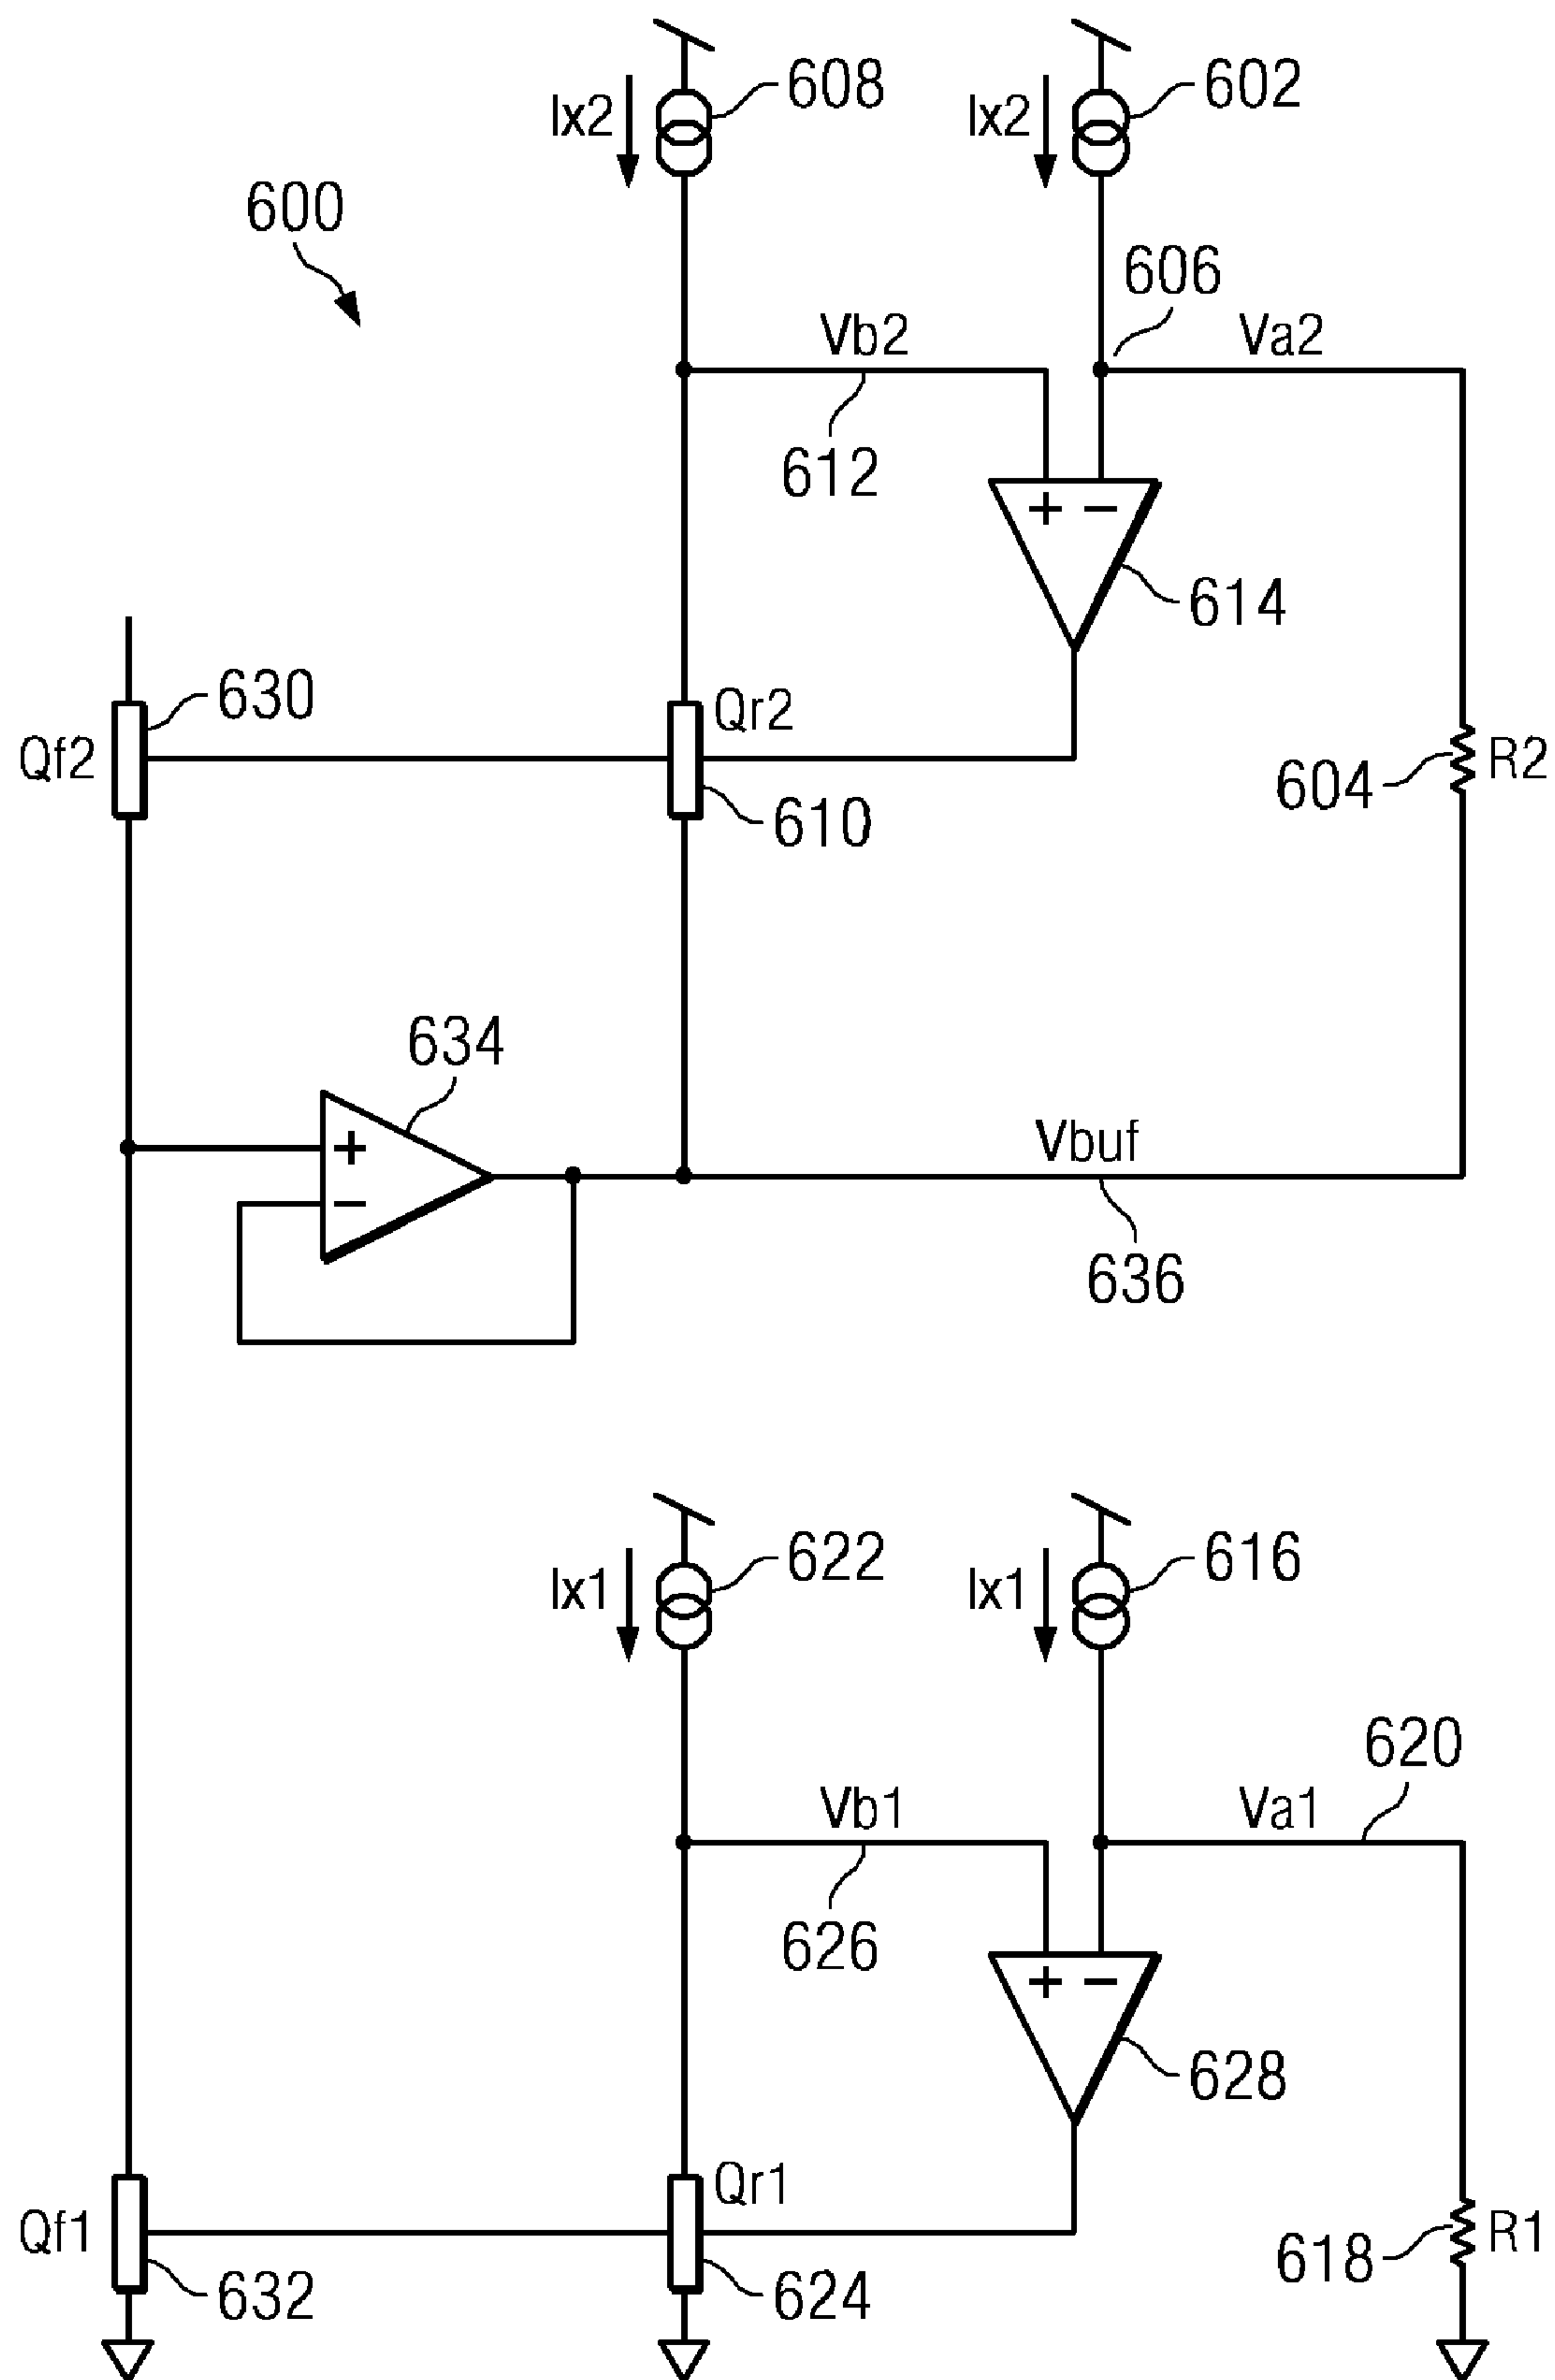 Ix2
608
Ix2
602
600
606
Vb2
Va2
612
+ −
614
630
Qr2
Qf2
R2
604
610
634
+
−
Vbuf
636
Ix1
622
Ix1
616
620
Vb1
Va1
626
+ −
628
Qr1
Qf1
R1
618
632
624